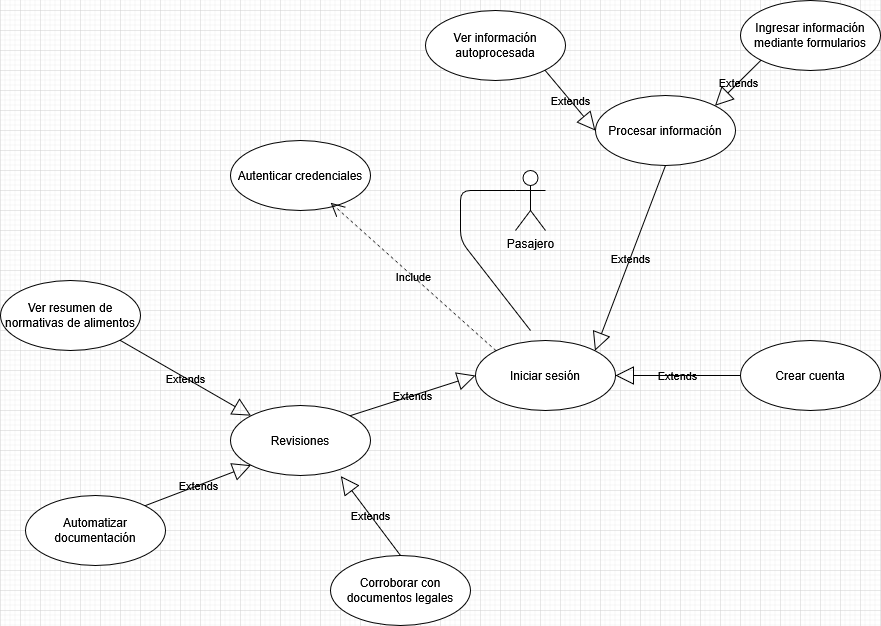 Ver información
autoprocesada
Ingresar información
mediante formularios
Extends
Extends
Procesar información
Autenticar credenciales
Pasajero
Extends
Include
Ver resumen de
normativas de alimentos
Extends
Iniciar sesión
Extends
Crear cuenta
Extends
Revisiones
Extends
Automatizar
documentación
Extends
Corroborar con
documentos legales